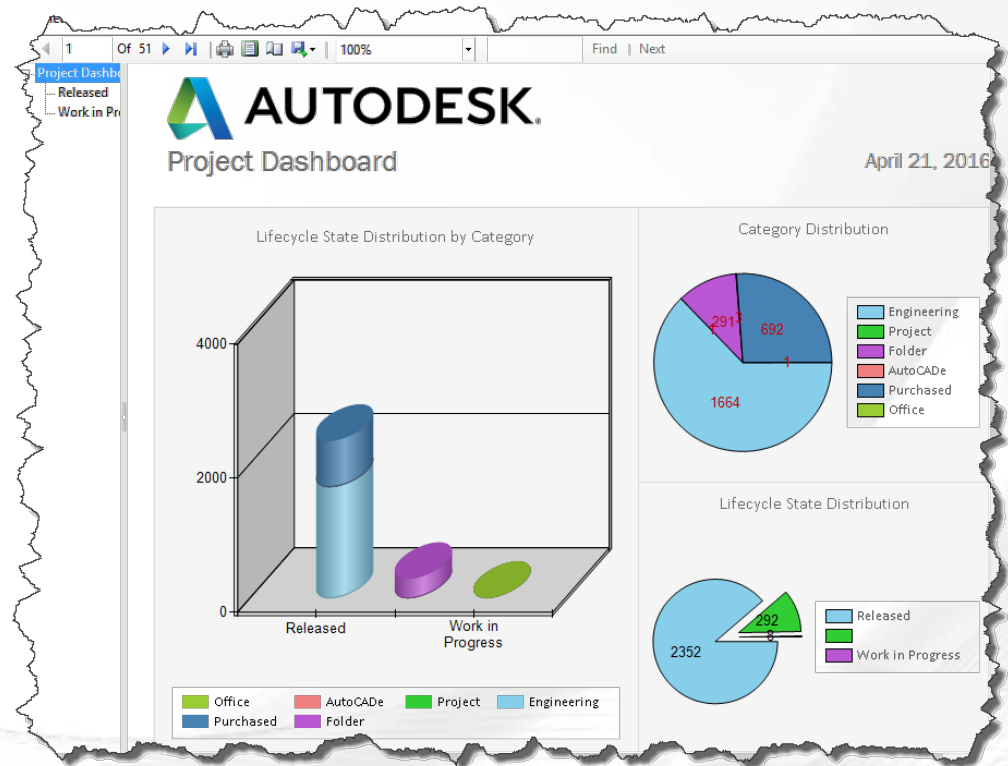 1 Of 51 100% Find | Next
Project Dashbo
Released
Work in Pr
AUTODESK.
Project Dashboard
April 21, 2016
Lifecycle State Distribution by Category
4000
2000
0
Released
Work in
Progress
Office AutoCADe Project Engineering
Purchased Folder
Category Distribution
291
692
1
1664
Engineering
Project
Folder
AutoCADe
Purchased
Office
Lifecycle State Distribution
292
2352
Released
Work in Progress